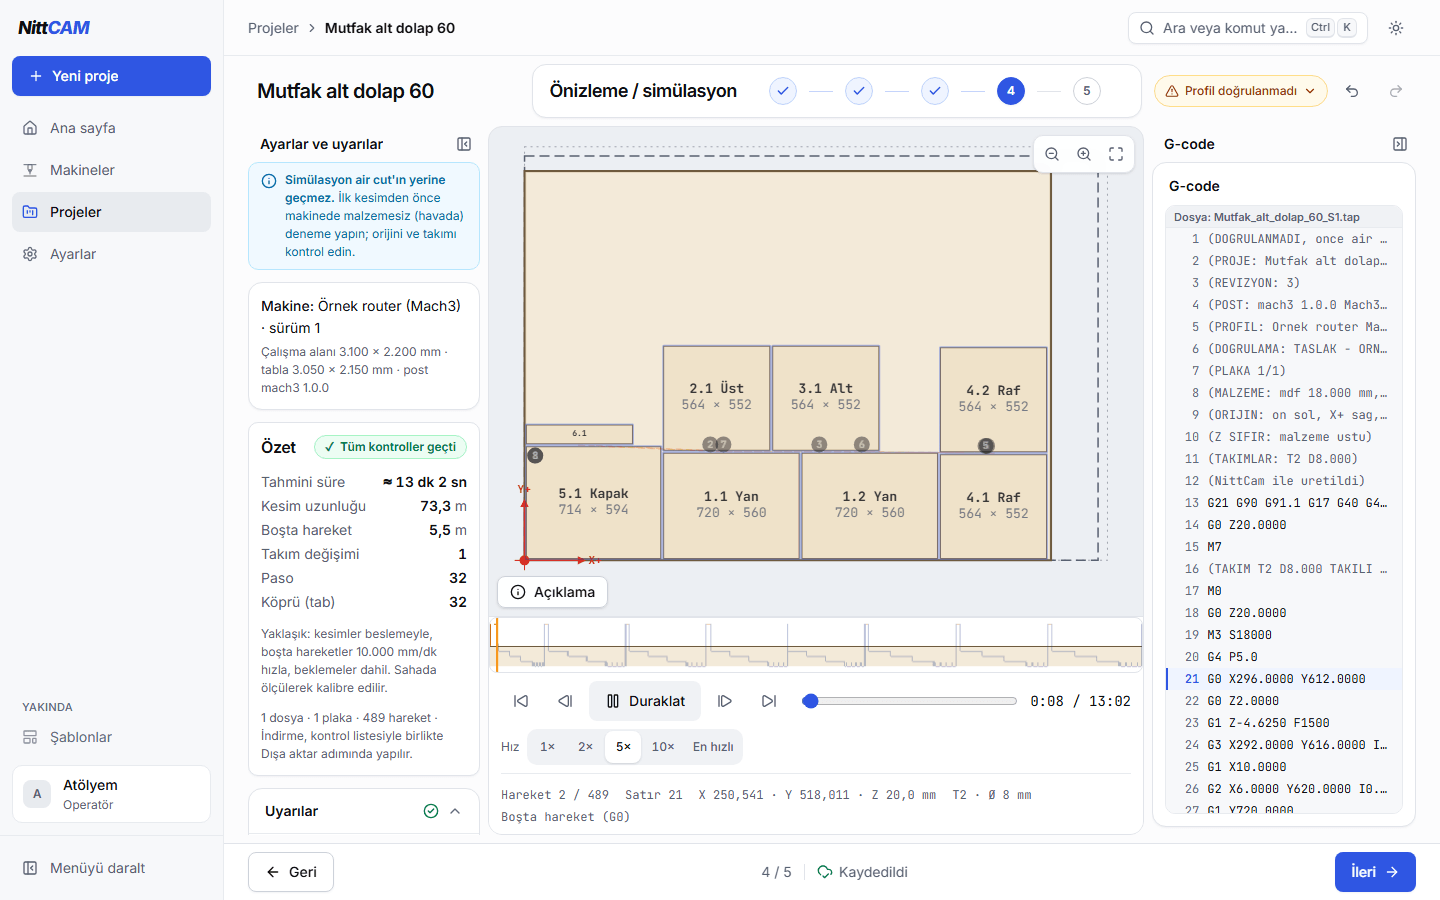 NittCAM
Yeni proje
Ana sayfa
Makineler
Projeler
Ayarlar
YAKINDA
Şablonlar
A
Atölyem
Operatör
Menüyü daralt
Projeler
Mutfak alt dolap 60
Ara veya komut ya...
Ctrl
K
Mutfak alt dolap 60
Önizleme / simülasyon
4
5
Profil doğrulanmadı
Ayarlar ve uyarılar
Simülasyon air cut'ın yerine
geçmez. İlk kesimden önce
makinede malzemesiz (havada)
deneme yapın; orijini ve takımı
kontrol edin.
Makine: Örnek router (Mach3)
· sürüm 1
Çalışma alanı 3.100 × 2.200 mm ·
tabla 3.050 × 2.150 mm · post
mach3 1.0.0
Özet
✓ Tüm kontroller geçti
Tahmini süre ≈ 13 dk 2 sn
Kesim uzunluğu 73,3 m
Boşta hareket 5,5 m
Takım değişimi 1
Paso 32
Köprü (tab) 32
Yaklaşık: kesimler beslemeyle,
boşta hareketler 10.000 mm/dk
hızla, beklemeler dahil. Sahada
ölçülerek kalibre edilir.
1 dosya · 1 plaka · 489 hareket ·
İndirme, kontrol listesiyle birlikte
Dışa aktar adımında yapılır.
Uyarılar
2.1 Üst
564 × 552
3.1 Alt
564 × 552
4.2 Raf
564 × 552
6.1
2
7
3
6
5
8
5.1 Kapak
714 × 594
1.1 Yan
720 × 560
1.2 Yan
720 × 560
4.1 Raf
564 × 552
Y+
X+
Açıklama
Duraklat
0:08 / 13:02
Hız
1×
2×
5×
10×
En hızlı
Hareket 2 / 489 Satır 21 X 250,541 · Y 518,011 · Z 20,0 mm T2 · Ø 8 mm
Boşta hareket (G0)
G-code
G-code
Dosya: Mutfak_alt_dolap_60_S1.tap
1 (DOGRULANMADI, once air …
2 (PROJE: Mutfak alt dolap…
3 (REVIZYON: 3)
4 (POST: mach3 1.0.0 Mach3…
5 (PROFIL: Ornek router Ma…
6 (DOGRULAMA: TASLAK - ORN…
7 (PLAKA 1/1)
8 (MALZEME: mdf 18.000 mm,…
9 (ORIJIN: on sol, X+ sag,…
10 (Z SIFIR: malzeme ustu)
11 (TAKIMLAR: T2 D8.000)
12 (NittCam ile uretildi)
13 G21 G90 G91.1 G17 G40 G4…
14 G0 Z20.0000
15 M7
16 (TAKIM T2 D8.000 TAKILI …
17 M0
18 G0 Z20.0000
19 M3 S18000
20 G4 P5.0
21 G0 X296.0000 Y612.0000
22 G0 Z2.0000
23 G1 Z-4.6250 F1500
24 G3 X292.0000 Y616.0000 I…
25 G1 X10.0000
26 G2 X6.0000 Y620.0000 I0.…
27 G1 Y720.0000
Geri
4 / 5
Kaydedildi
İleri